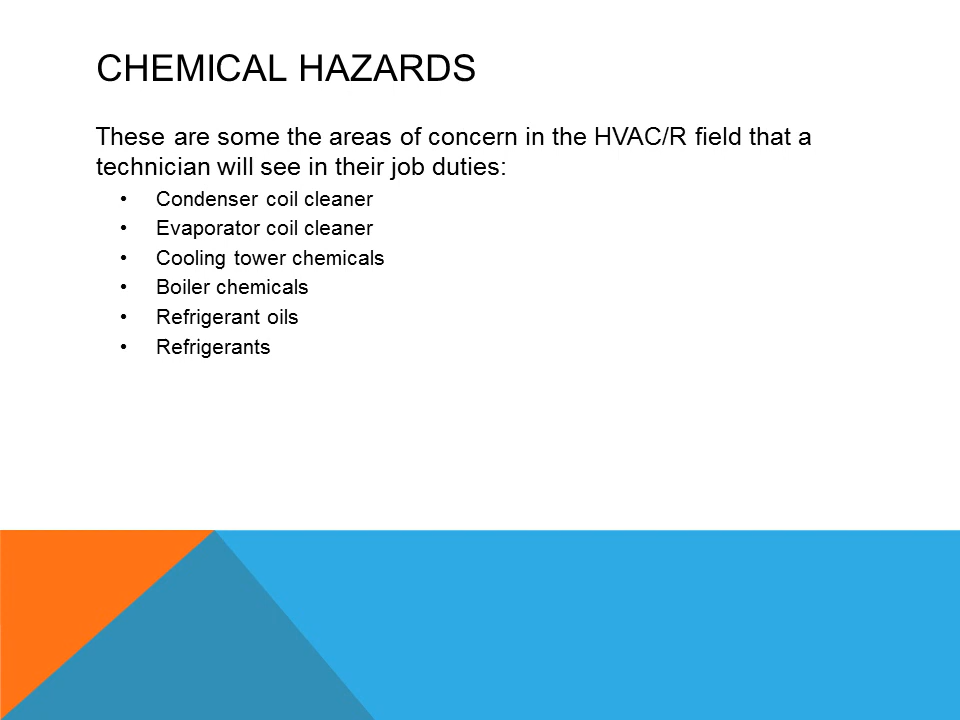 CHEMICAL HAZARDS
These are some the areas of concern in the HVAC/R field that a
technician will see in their job duties:
• Condenser coil cleaner
• Evaporator coil cleaner
• Cooling tower chemicals
• Boiler chemicals
• Refrigerant oils
• Refrigerants